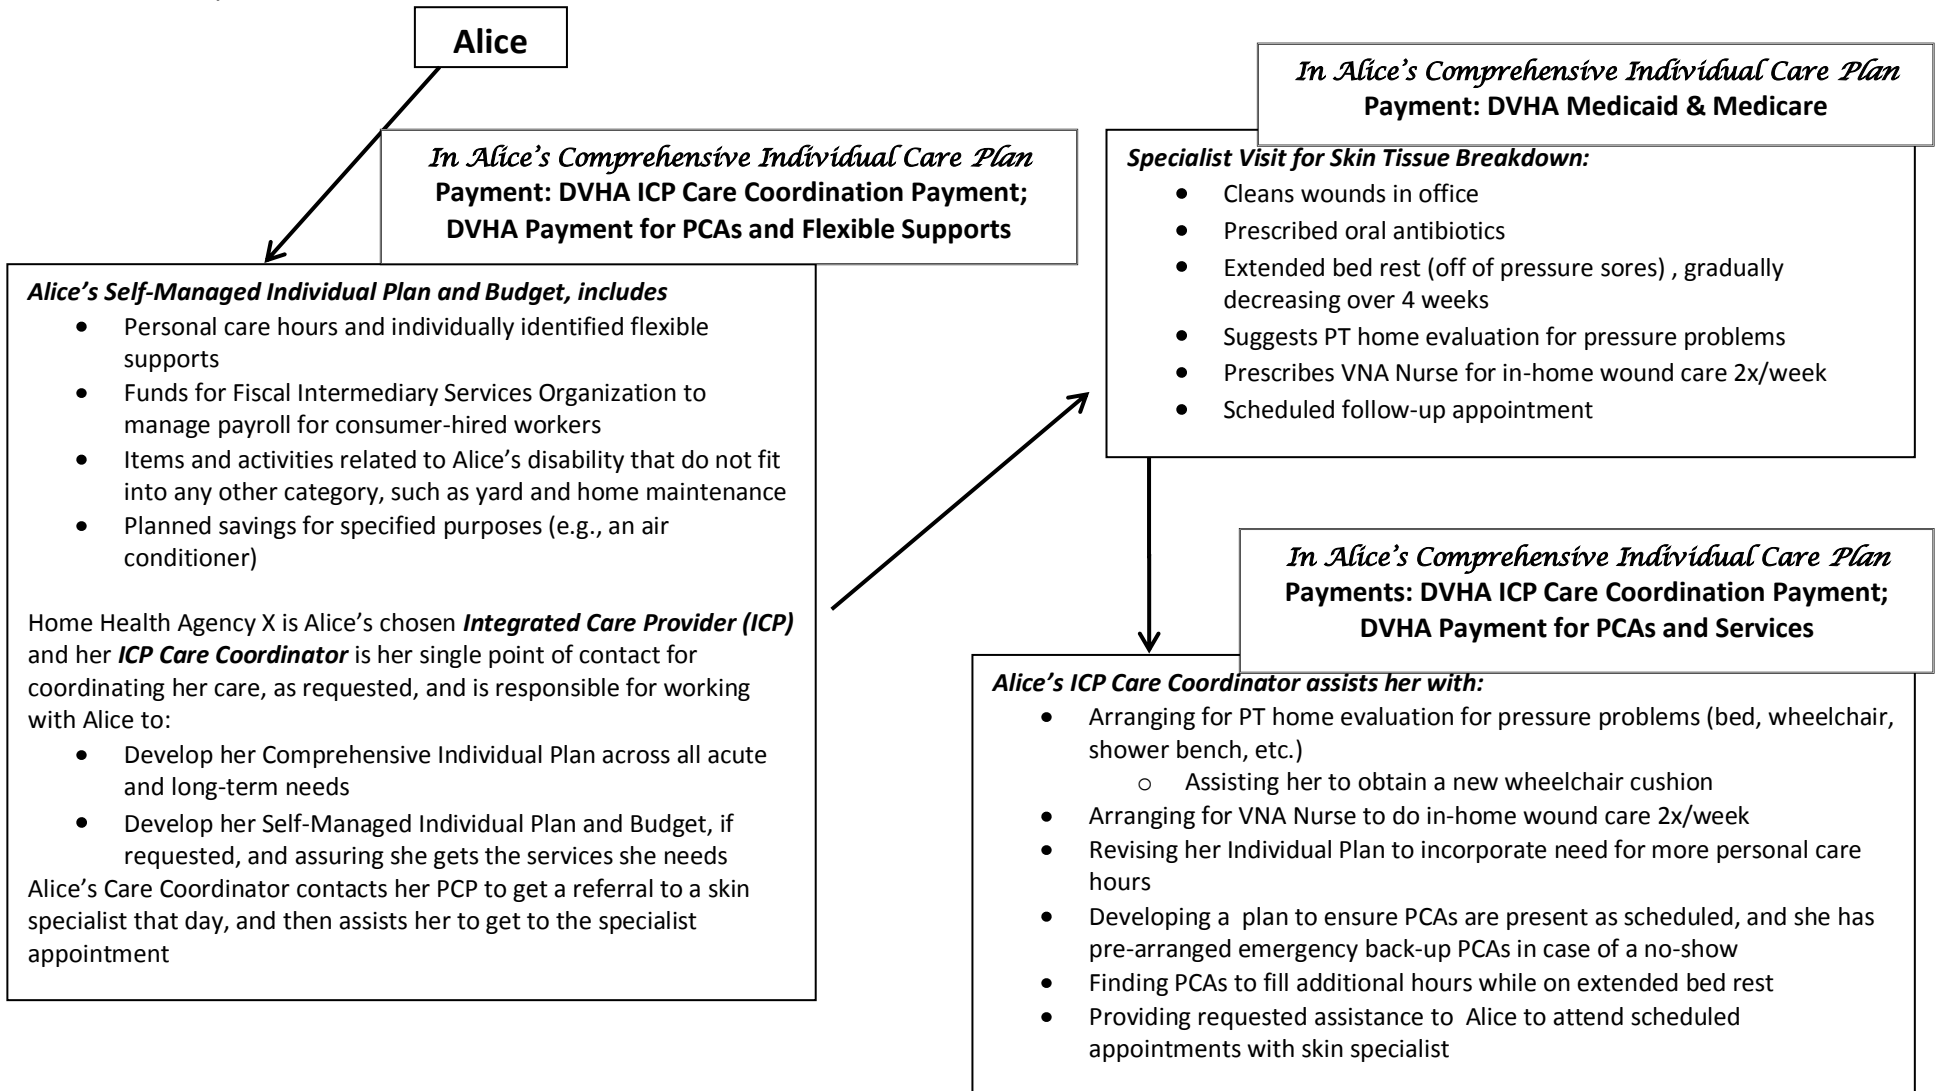 Alice
In Alice's Comprehensive Individual Care Plan
Payment: DVHA ICP Care Coordination Payment;
DVHA Payment for PCAs and Flexible Supports
Alice's Self-Managed Individual Plan and Budget, includes
• Personal care hours and individually identified flexible
supports
• Funds for Fiscal Intermediary Services Organization to
manage payroll for consumer-hired workers
• Items and activities related to Alice's disability that do not fit
into any other category, such as yard and home maintenance
• Planned savings for specified purposes (e.g., an air
conditioner)
Home Health Agency X is Alice's chosen Integrated Care Provider (ICP)
and her ICP Care Coordinator is her single point of contact for
coordinating her care, as requested, and is responsible for working
with Alice to:
• Develop her Comprehensive Individual Plan across all acute
and long-term needs
• Develop her Self-Managed Individual Plan and Budget, if
requested, and assuring she gets the services she needs
Alice's Care Coordinator contacts her PCP to get a referral to a skin
specialist that day, and then assists her to get to the specialist
appointment
In Alice's Comprehensive Individual Care Plan
Payment: DVHA Medicaid & Medicare
Specialist Visit for Skin Tissue Breakdown:
• Cleans wounds in office
• Prescribed oral antibiotics
• Extended bed rest (off of pressure sores) , gradually
decreasing over 4 weeks
• Suggests PT home evaluation for pressure problems
• Prescribes VNA Nurse for in-home wound care 2x/week
• Scheduled follow-up appointment
In Alice's Comprehensive Individual Care Plan
Payments: DVHA ICP Care Coordination Payment;
DVHA Payment for PCAs and Services
Alice's ICP Care Coordinator assists her with:
• Arranging for PT home evaluation for pressure problems (bed, wheelchair,
shower bench, etc.)
o Assisting her to obtain a new wheelchair cushion
• Arranging for VNA Nurse to do in-home wound care 2x/week
• Revising her Individual Plan to incorporate need for more personal care
hours
• Developing a plan to ensure PCAs are present as scheduled, and she has
pre-arranged emergency back-up PCAs in case of a no-show
• Finding PCAs to fill additional hours while on extended bed rest
• Providing requested assistance to Alice to attend scheduled
appointments with skin specialist